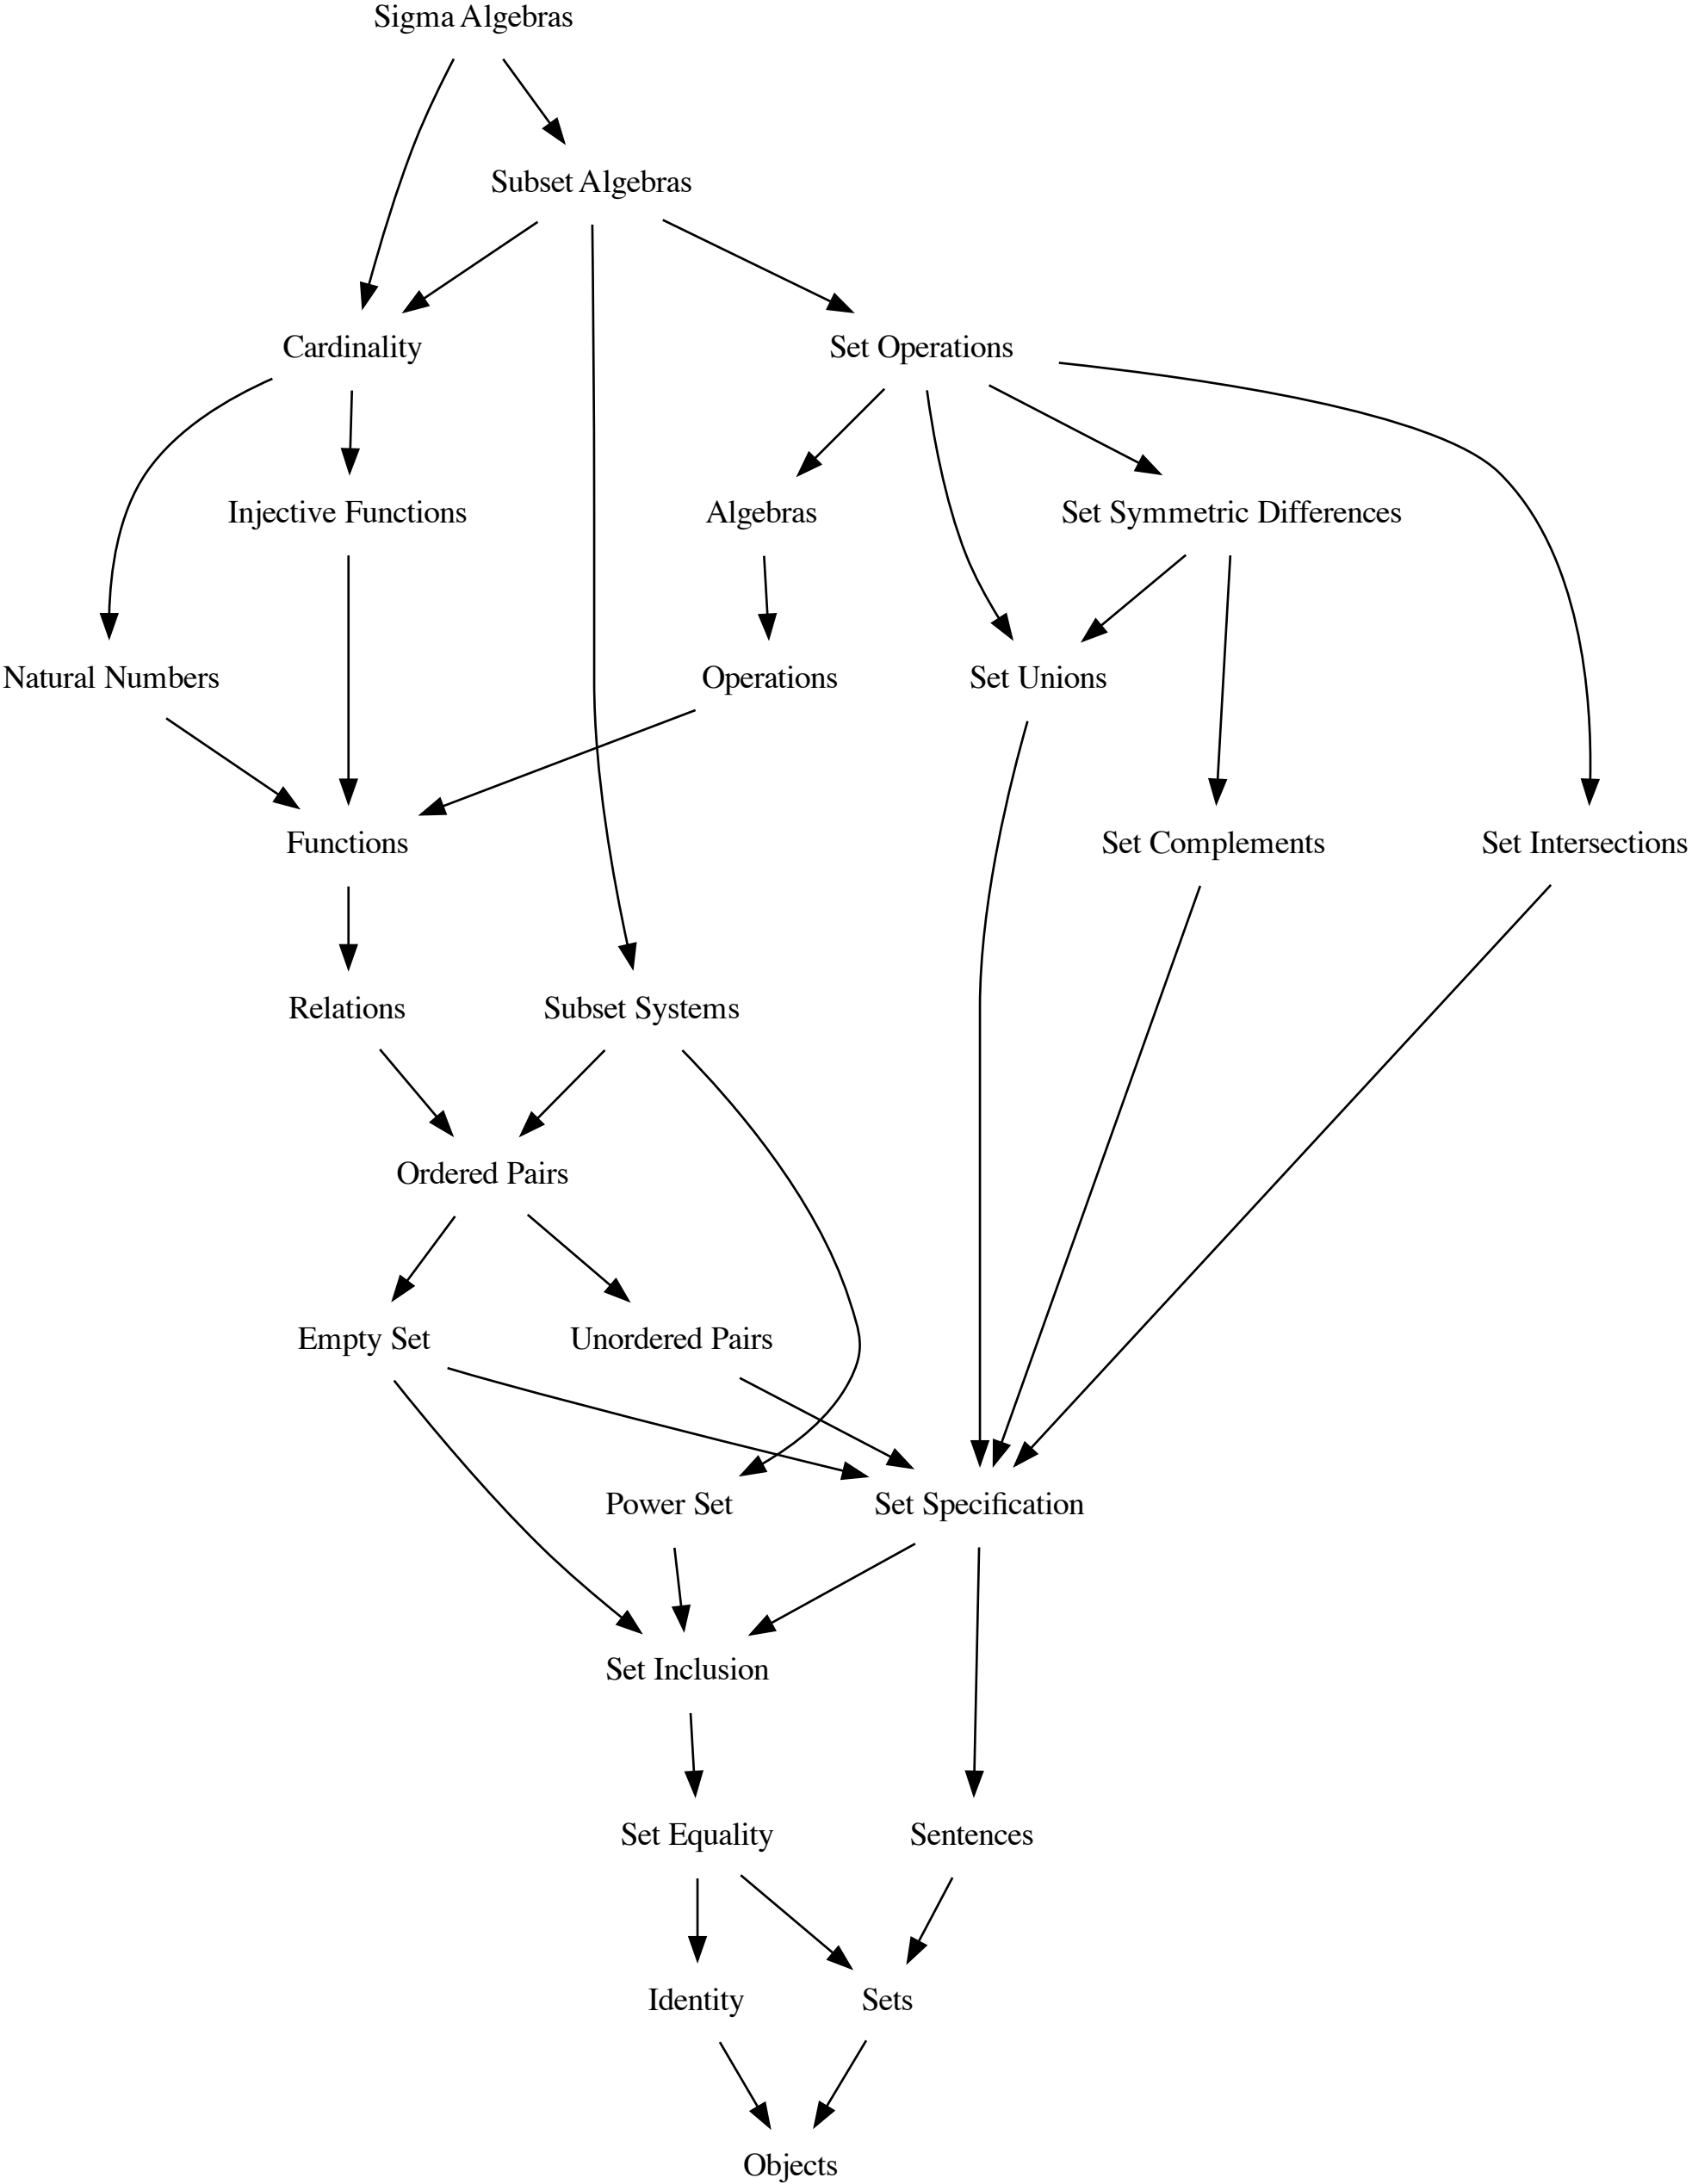 Sigma Algebras
Subset Algebras
Cardinality
Set Operations
Injective Functions
Algebras
Set Symmetric Differences
Natural Numbers
Operations
Set Unions
Functions
Set Complements
Set Intersections
Relations
Subset Systems
Ordered Pairs
Empty Set
Unordered Pairs
Power Set
Set Specification
Set Inclusion
Set Equality
Sentences
Identity
Sets
Objects